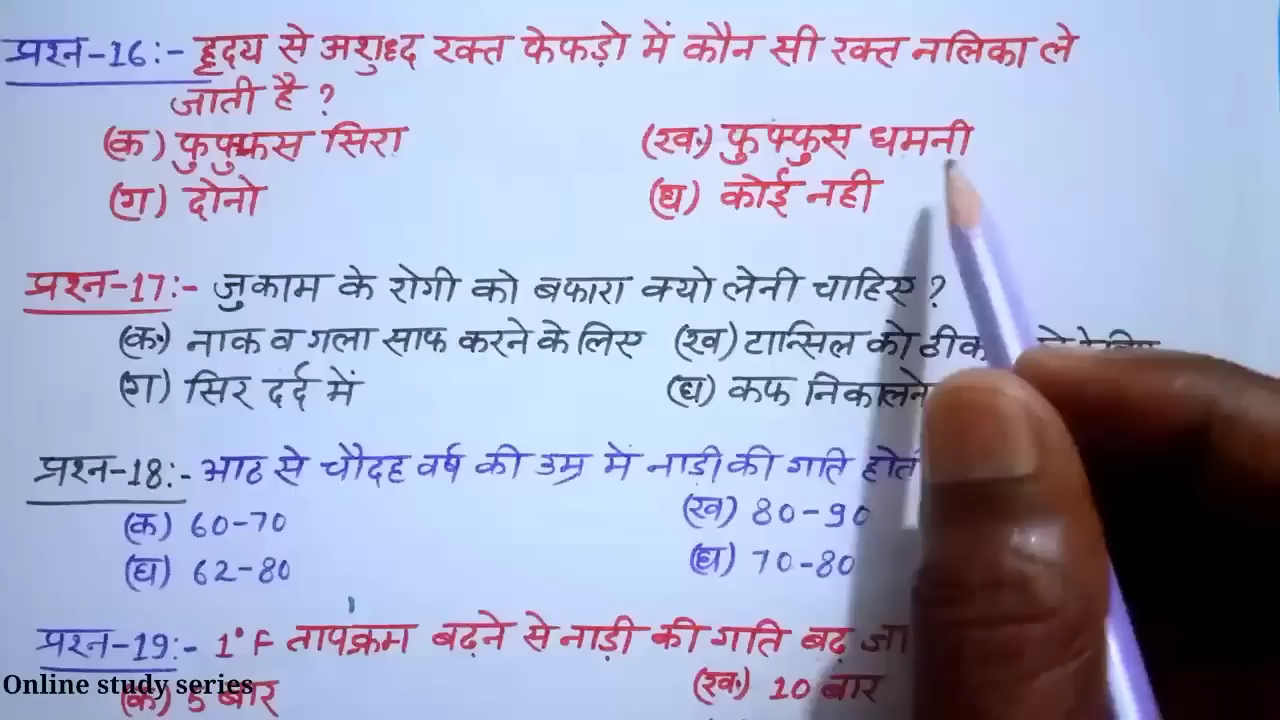 प्रश्न-16:- हृदय से अशुद्द रक्त फेफड़ो में कौन सी रक्त नलिका ले
जाती है ?
(क) फुफुफस सिरा (ख) फुफ्फुस धमनी
(ग) दोनो (घ) कोई नही
प्रश्न-17:- जुकाम के रोगी को बफारा क्यो लेनी चाहिए ?
(क) नाक व गला साफ करने के लिए (ख) टान्सिल को ठीक
(ग) सिर दर्द में (घ) कफ निकालने
प्रश्न-18:- आठ से चौदह वर्ष की उम्र में नाड़ी की गति होती
(क) 60-70 (ख) 80-90
(घ) 62-80 (घ) 70-80
प्रश्न-19:- 1°F तापक्रम बढ़ने से नाड़ी की गति बढ़ जा
(क) 5 बार (ख) 10 बार
Online study series